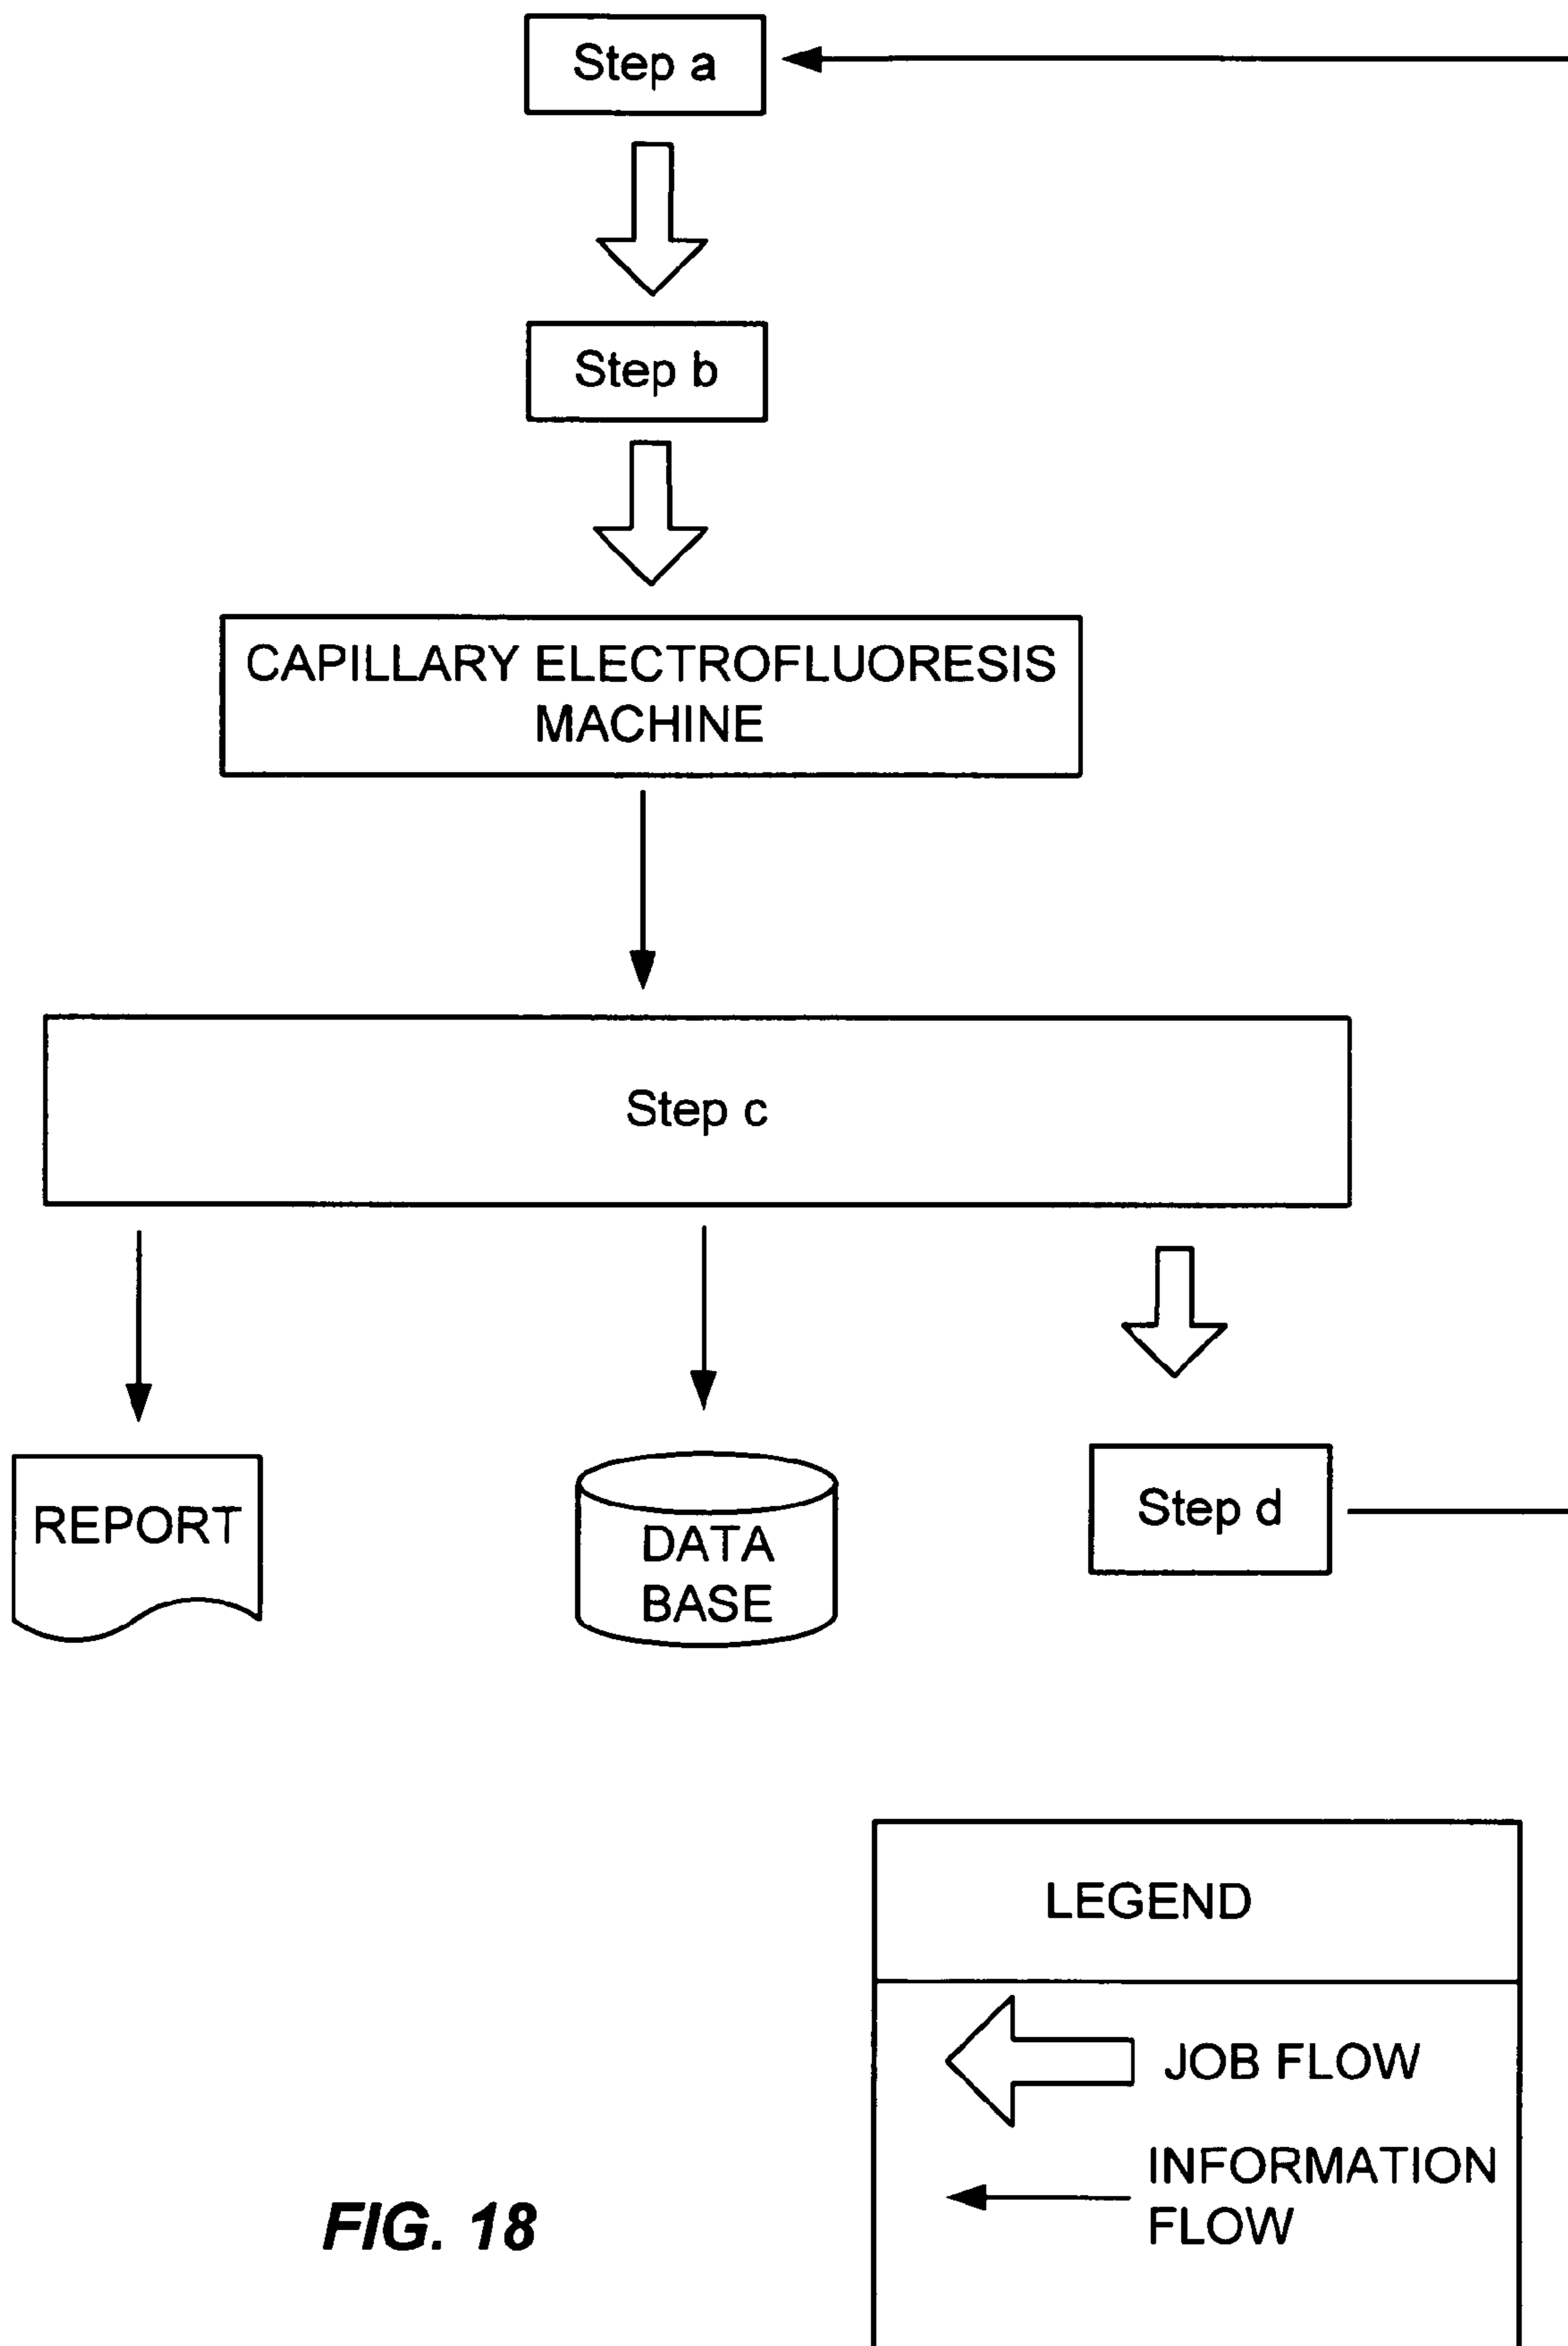 Step a
Step b
CAPILLARY ELECTROFLUORESIS
MACHINE
Step c
REPORT
DATA
BASE
Step d
LEGEND
JOB FLOW
INFORMATION
FLOW
FIG. 18